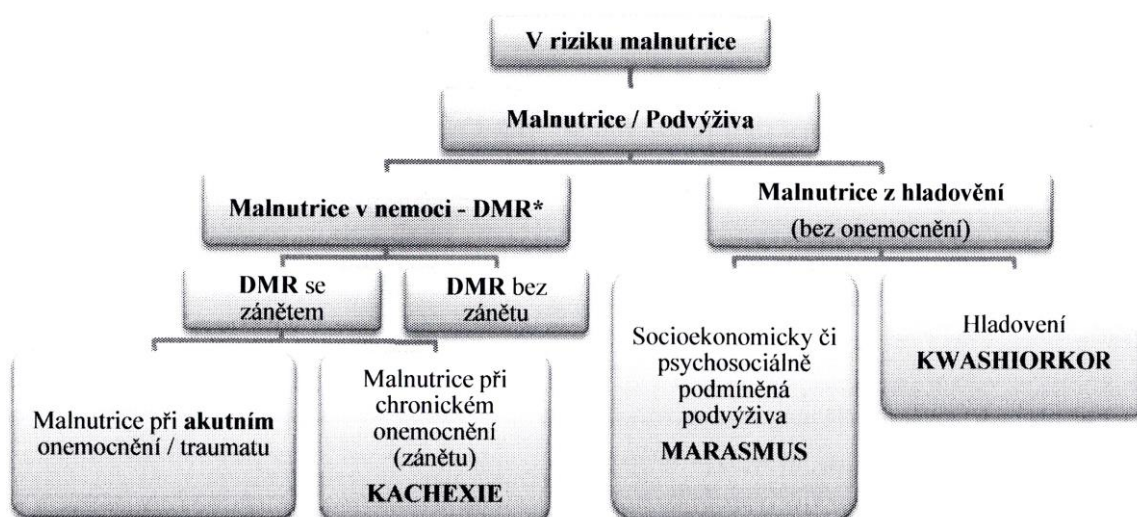 V riziku malnutrice
Malnutrice / Podvýživa
Malnutrice v nemoci - DMR*
Malnutrice z hladovění
(bez onemocnění)
DMR se
zánětem
DMR bez
zánětu
Malnutrice při akutním
onemocnění / traumatu
Malnutrice při
chronickém
onemocnění
(zánětu)
KACHEXIE
Socioekonomicky či
psychosociálně
podmíněná
podvýživa
MARASMUS
Hladovení
KWASHIORKOR